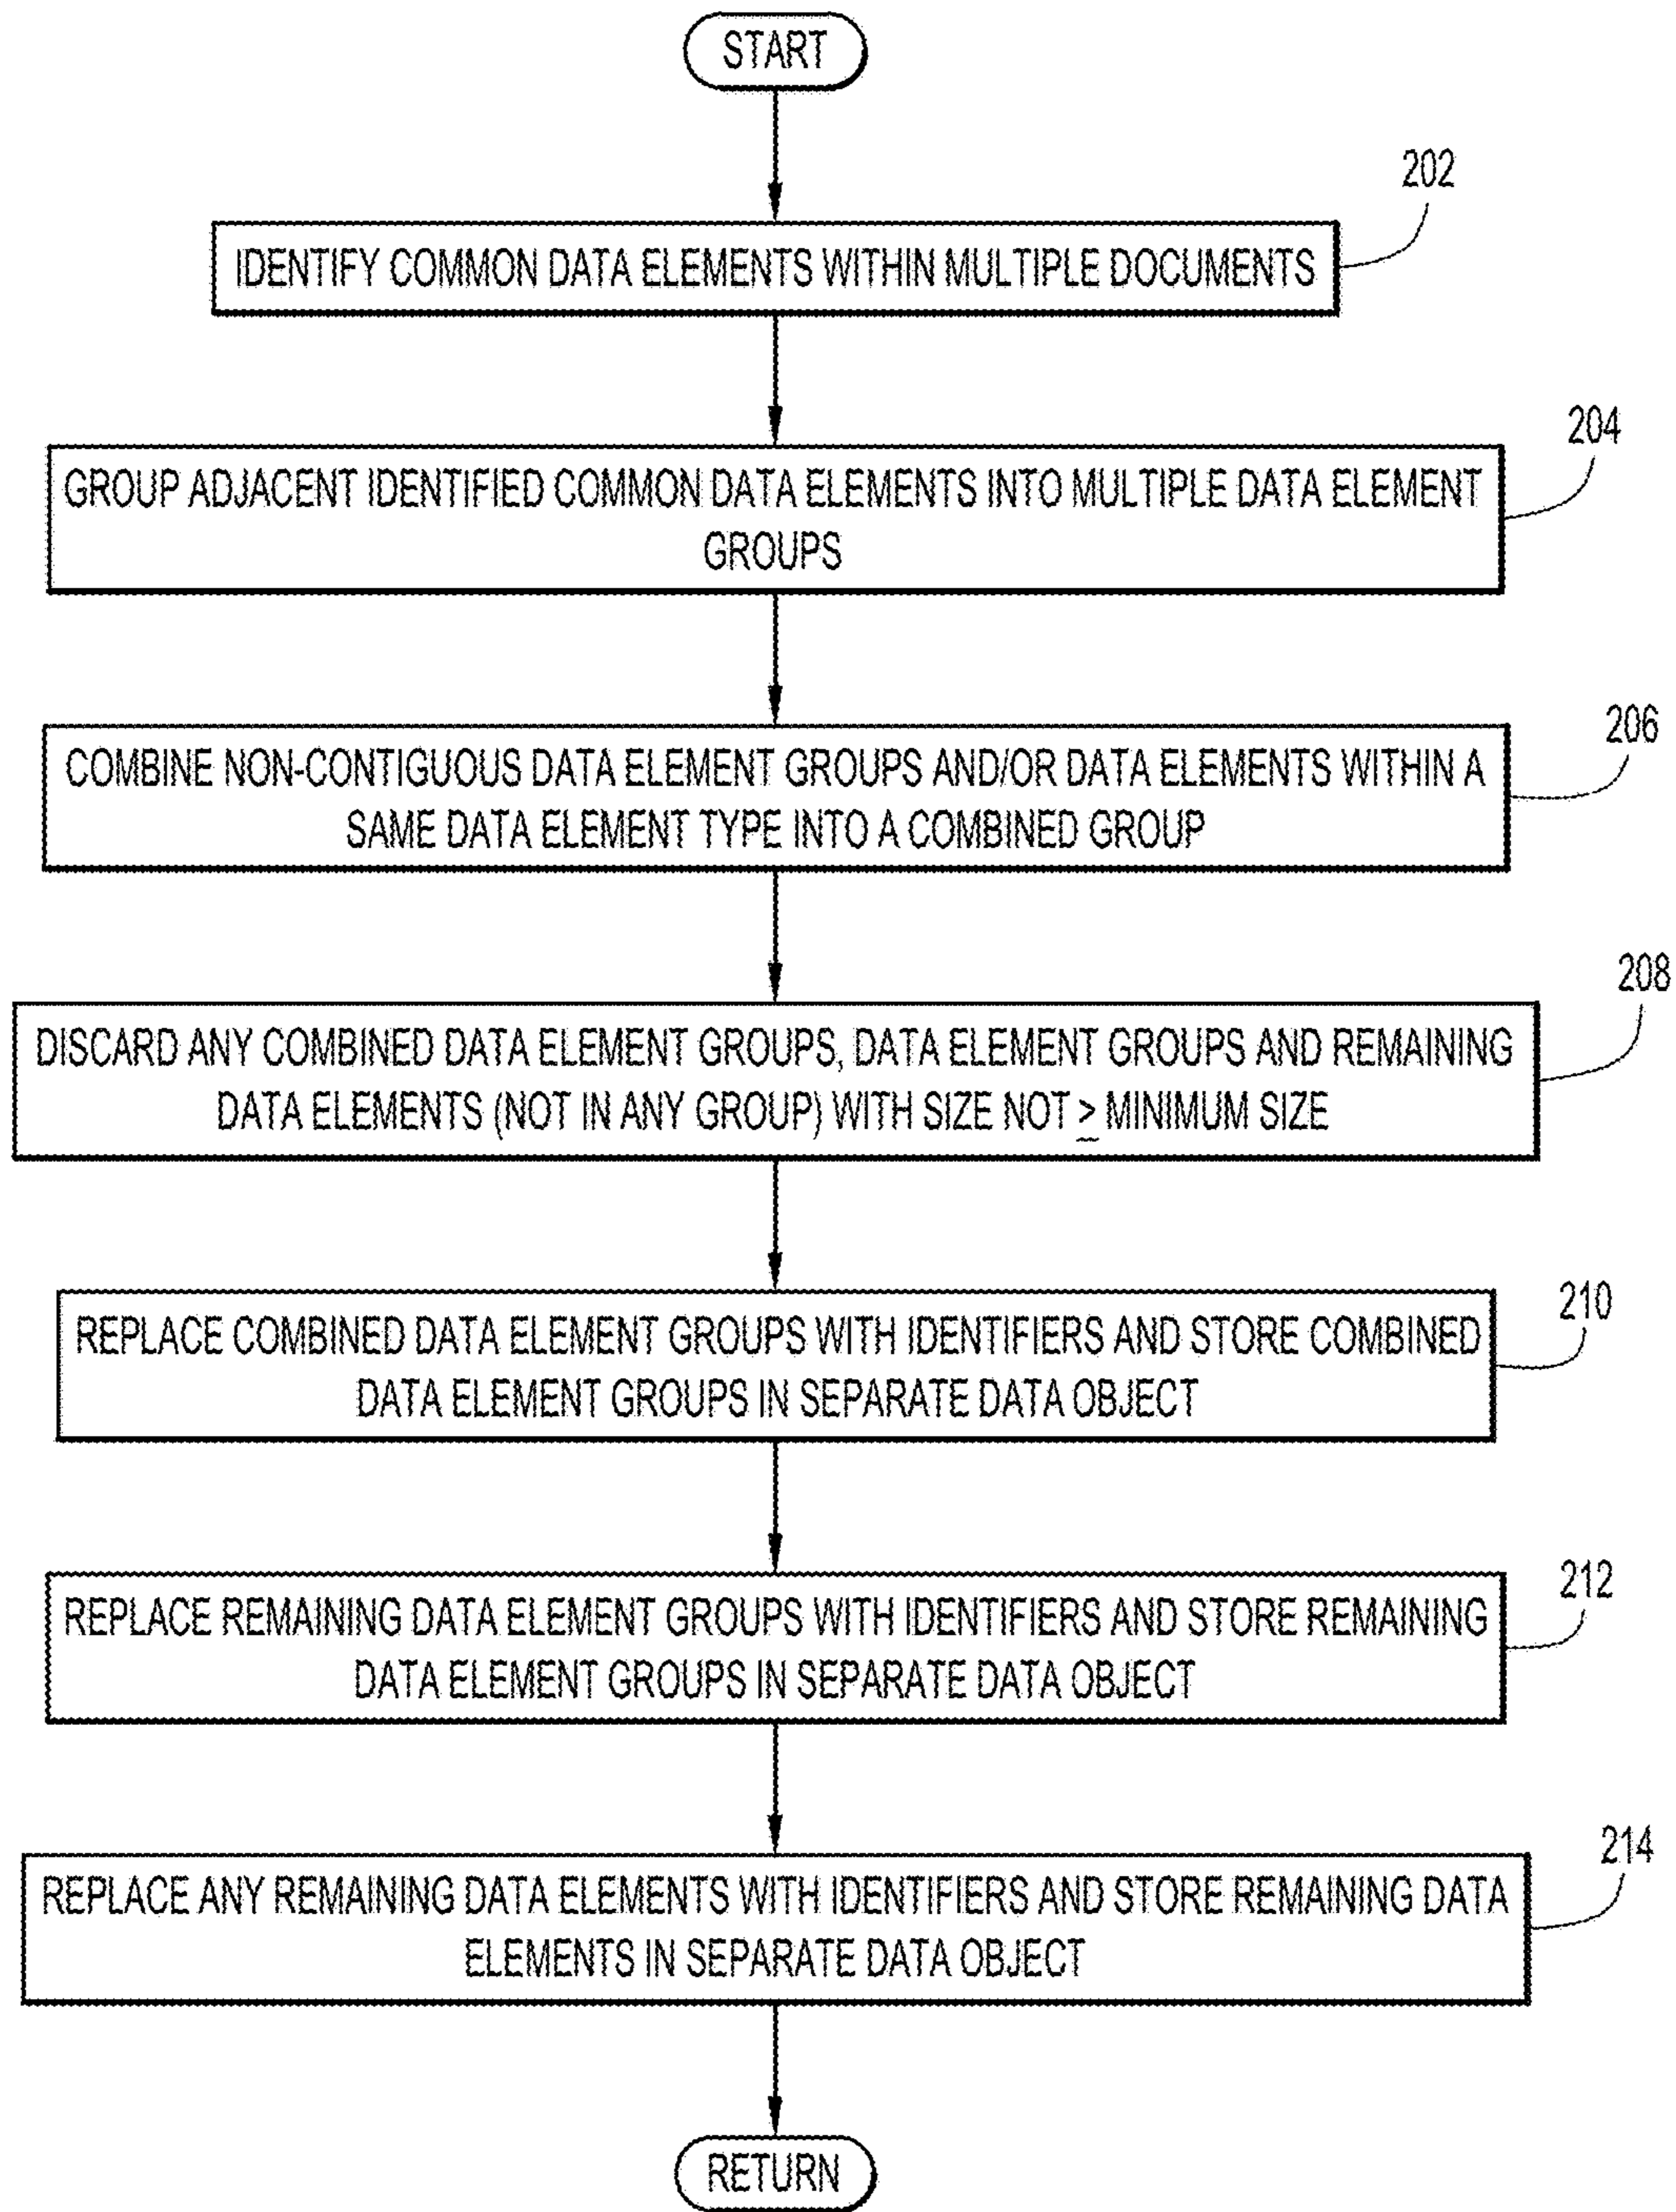 START
202
IDENTIFY COMMON DATA ELEMENTS WITHIN MULTIPLE DOCUMENTS
204
GROUP ADJACENT IDENTIFIED COMMON DATA ELEMENTS INTO MULTIPLE DATA ELEMENT
GROUPS
206
COMBINE NON-CONTIGUOUS DATA ELEMENT GROUPS AND/OR DATA ELEMENTS WITHIN A
SAME DATA ELEMENT TYPE INTO A COMBINED GROUP
208
DISCARD ANY COMBINED DATA ELEMENT GROUPS, DATA ELEMENT GROUPS AND REMAINING
DATA ELEMENTS (NOT IN ANY GROUP) WITH SIZE NOT ≥ MINIMUM SIZE
210
REPLACE COMBINED DATA ELEMENT GROUPS WITH IDENTIFIERS AND STORE COMBINED
DATA ELEMENT GROUPS IN SEPARATE DATA OBJECT
212
REPLACE REMAINING DATA ELEMENT GROUPS WITH IDENTIFIERS AND STORE REMAINING
DATA ELEMENT GROUPS IN SEPARATE DATA OBJECT
214
REPLACE ANY REMAINING DATA ELEMENTS WITH IDENTIFIERS AND STORE REMAINING DATA
ELEMENTS IN SEPARATE DATA OBJECT
RETURN